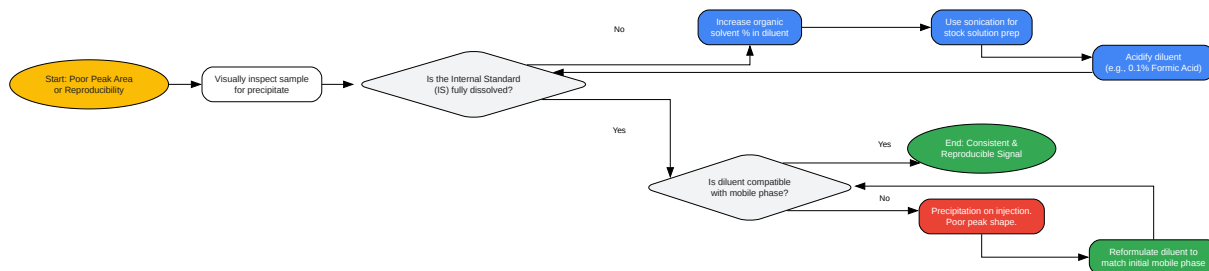 Start: Poor Peak Area
or Reproducibility
Visually inspect sample
for precipitate
Is the Internal Standard
(IS) fully dissolved?
No
Increase organic
solvent % in diluent
Use sonication for
stock solution prep
Acidify diluent
(e.g., 0.1% Formic Acid)
Yes
Is diluent compatible
with mobile phase?
Yes
End: Consistent &
Reproducible Signal
No
Precipitation on injection.
Poor peak shape.
Reformulate diluent to
match initial mobile phase